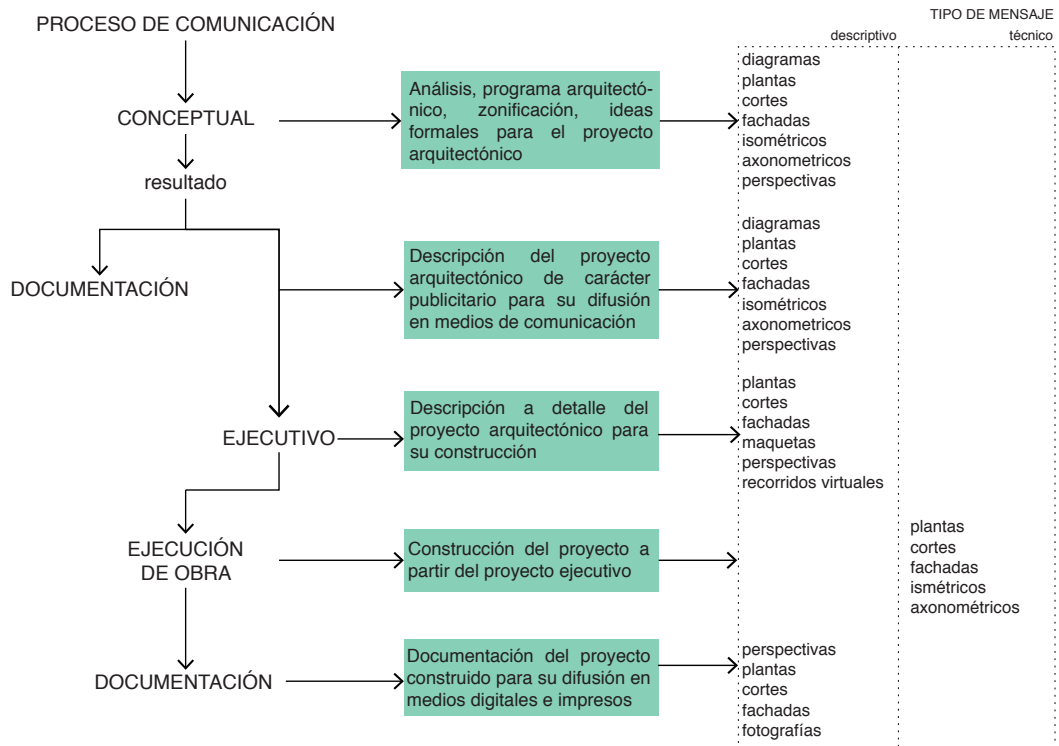 PROCESO DE COMUNICACIÓN
TIPO DE MENSAJE
descriptivo
técnico
CONCEPTUAL
Análisis, programa arquitectó-
nico, zonificación, ideas
formales para el proyecto
arquitectónico
diagramas
plantas
cortes
fachadas
isométricos
axonometricos
perspectivas
resultado
DOCUMENTACIÓN
Descripción del proyecto
arquitectónico de carácter
publicitario para su difusión
en medios de comunicación
diagramas
plantas
cortes
fachadas
isométricos
axonometricos
perspectivas
EJECUTIVO
Descripción a detalle del
proyecto arquitectónico para
su construcción
plantas
cortes
fachadas
maquetas
perspectivas
recorridos virtuales
EJECUCIÓN
DE OBRA
Construcción del proyecto a
partir del proyecto ejecutivo
plantas
cortes
fachadas
ismétricos
axonométricos
DOCUMENTACIÓN
Documentación del proyecto
construido para su difusión en
medios digitales e impresos
perspectivas
plantas
cortes
fachadas
fotografías